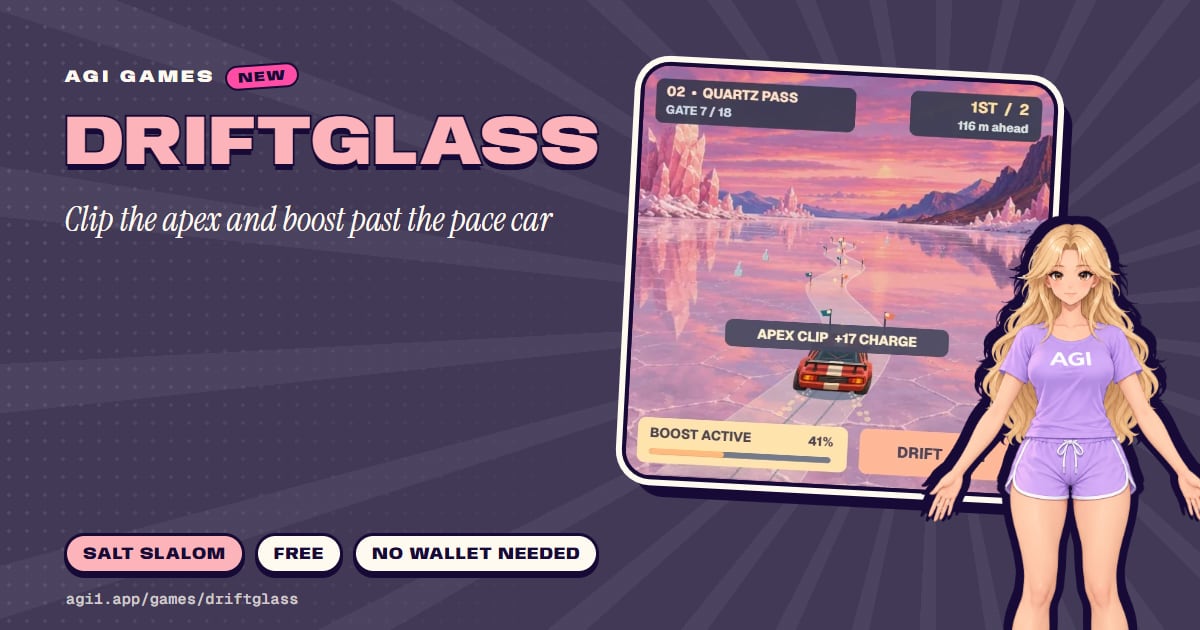 AGI GAMES NEW
DRIFTGLASS
Clip the apex and boost past the pace car
02 • QUARTZ PASS
GATE 7 / 18
1ST / 2
116 m ahead
APEX CLIP +17 CHARGE
BOOST ACTIVE 41%
DRIFT
AGI
SALT SLALOM
FREE
NO WALLET NEEDED
agi1.app/games/driftglass